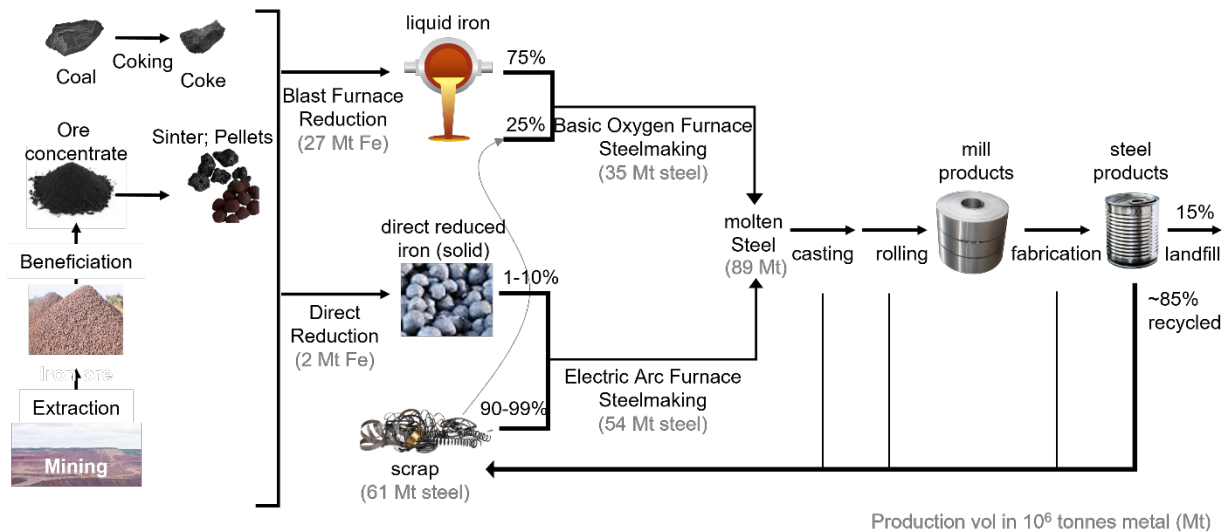 Coal
Coking
Coke
Ore
concentrate
Sinter; Pellets
Beneficiation
Iron ore
Extraction
Mining
Blast Furnace
Reduction
(27 Mt Fe)
Direct
Reduction
(2 Mt Fe)
liquid iron
75%
25%
Basic Oxygen Furnace
Steelmaking
(35 Mt steel)
direct reduced
iron (solid)
1-10%
90-99%
Electric Arc Furnace
Steelmaking
(54 Mt steel)
scrap
(61 Mt steel)
molten
Steel
(89 Mt)
casting
rolling
mill
products
fabrication
steel
products
15%
landfill
~85%
recycled
Production vol in 10⁶ tonnes metal (Mt)